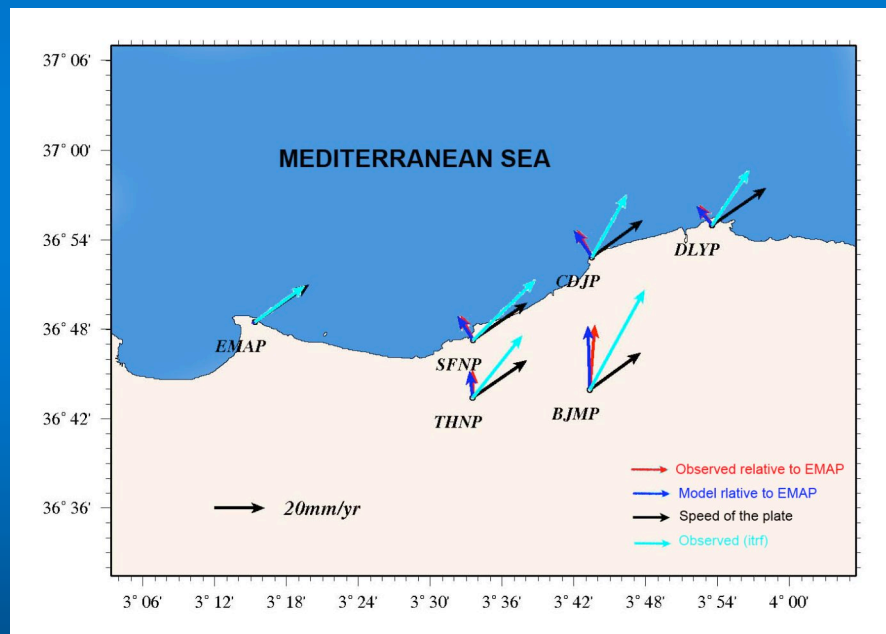 37° 06'
37° 00'
MEDITERRANEAN SEA
36° 54'
DLYP
CDJP
36° 48'
EMAP
SFNP
36° 42'
THNP
BJMP
Observed relative to EMAP
Model rlative to EMAP
36° 36'
20mm/yr
Speed of the plate
Observed (itrf)
3° 06' 3° 12' 3° 18' 3° 24' 3° 30' 3° 36' 3° 42' 3° 48' 3° 54' 4° 00'